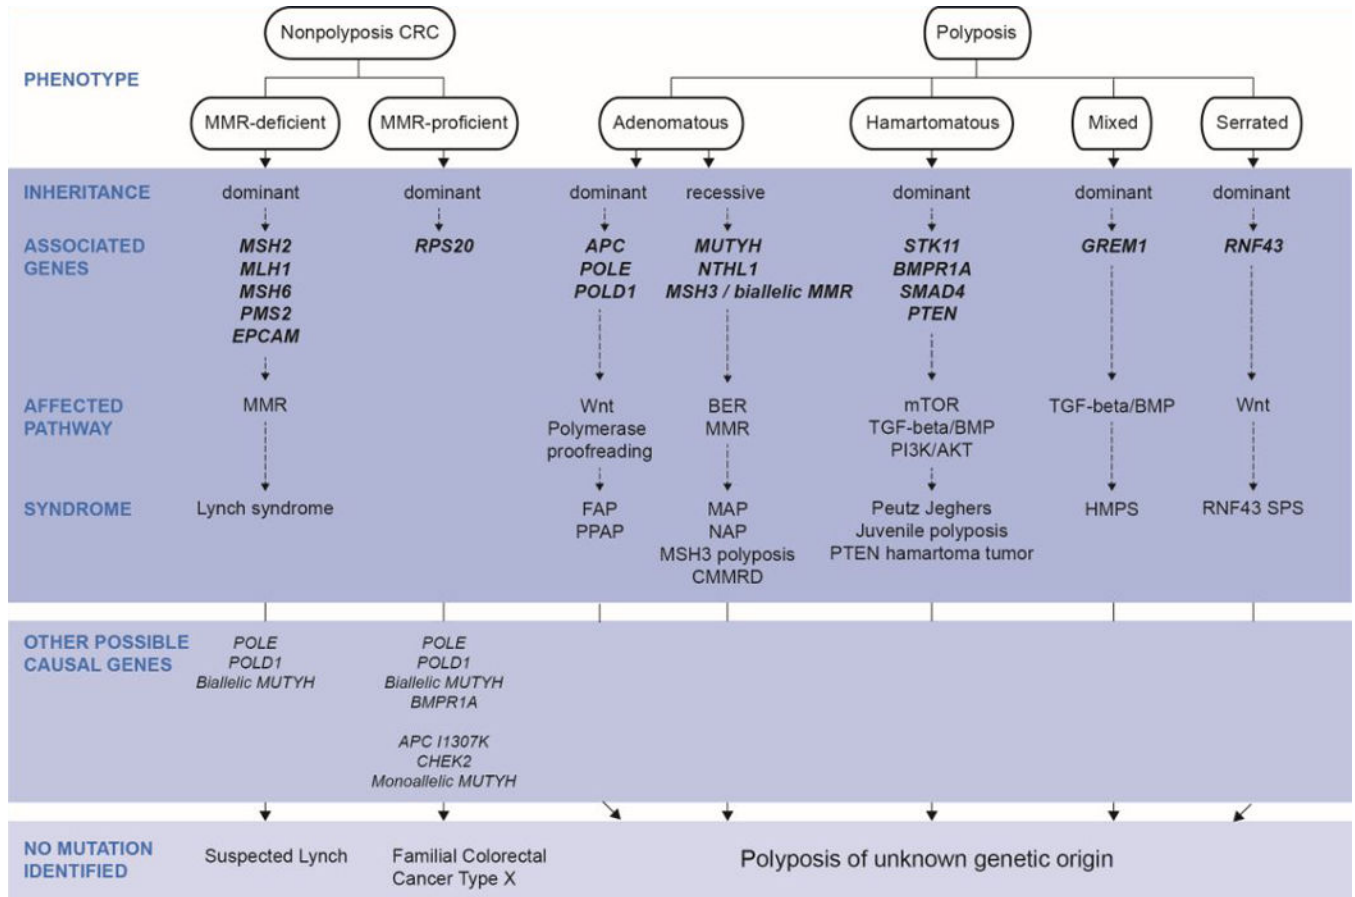 Nonpolyposis CRC
Polyposis
PHENOTYPE
MMR-deficient
MMR-proficient
Adenomatous
Hamartomatous
Mixed
Serrated
INHERITANCE
dominant
dominant
dominant
recessive
dominant
dominant
dominant
ASSOCIATED
GENES
MSH2
MLH1
MSH6
PMS2
EPCAM
RPS20
APC
POLE
POLD1
MUTYH
NTHL1
MSH3 / biallelic MMR
STK11
BMPR1A
SMAD4
PTEN
GREM1
RNF43
AFFECTED
PATHWAY
MMR
Wnt
Polymerase
proofreading
BER
MMR
mTOR
TGF-beta/BMP
PI3K/AKT
TGF-beta/BMP
Wnt
SYNDROME
Lynch syndrome
FAP
PPAP
MAP
NAP
MSH3 polyposis
CMMRD
Peutz Jeghers
Juvenile polyposis
PTEN hamartoma tumor
HMPS
RNF43 SPS
OTHER POSSIBLE
CAUSAL GENES
POLE
POLD1
Biallelic MUTYH
POLE
POLD1
Biallelic MUTYH
BMPR1A
APC I1307K
CHEK2
Monoallelic MUTYH
NO MUTATION
IDENTIFIED
Suspected Lynch
Familial Colorectal
Cancer Type X
Polyposis of unknown genetic origin